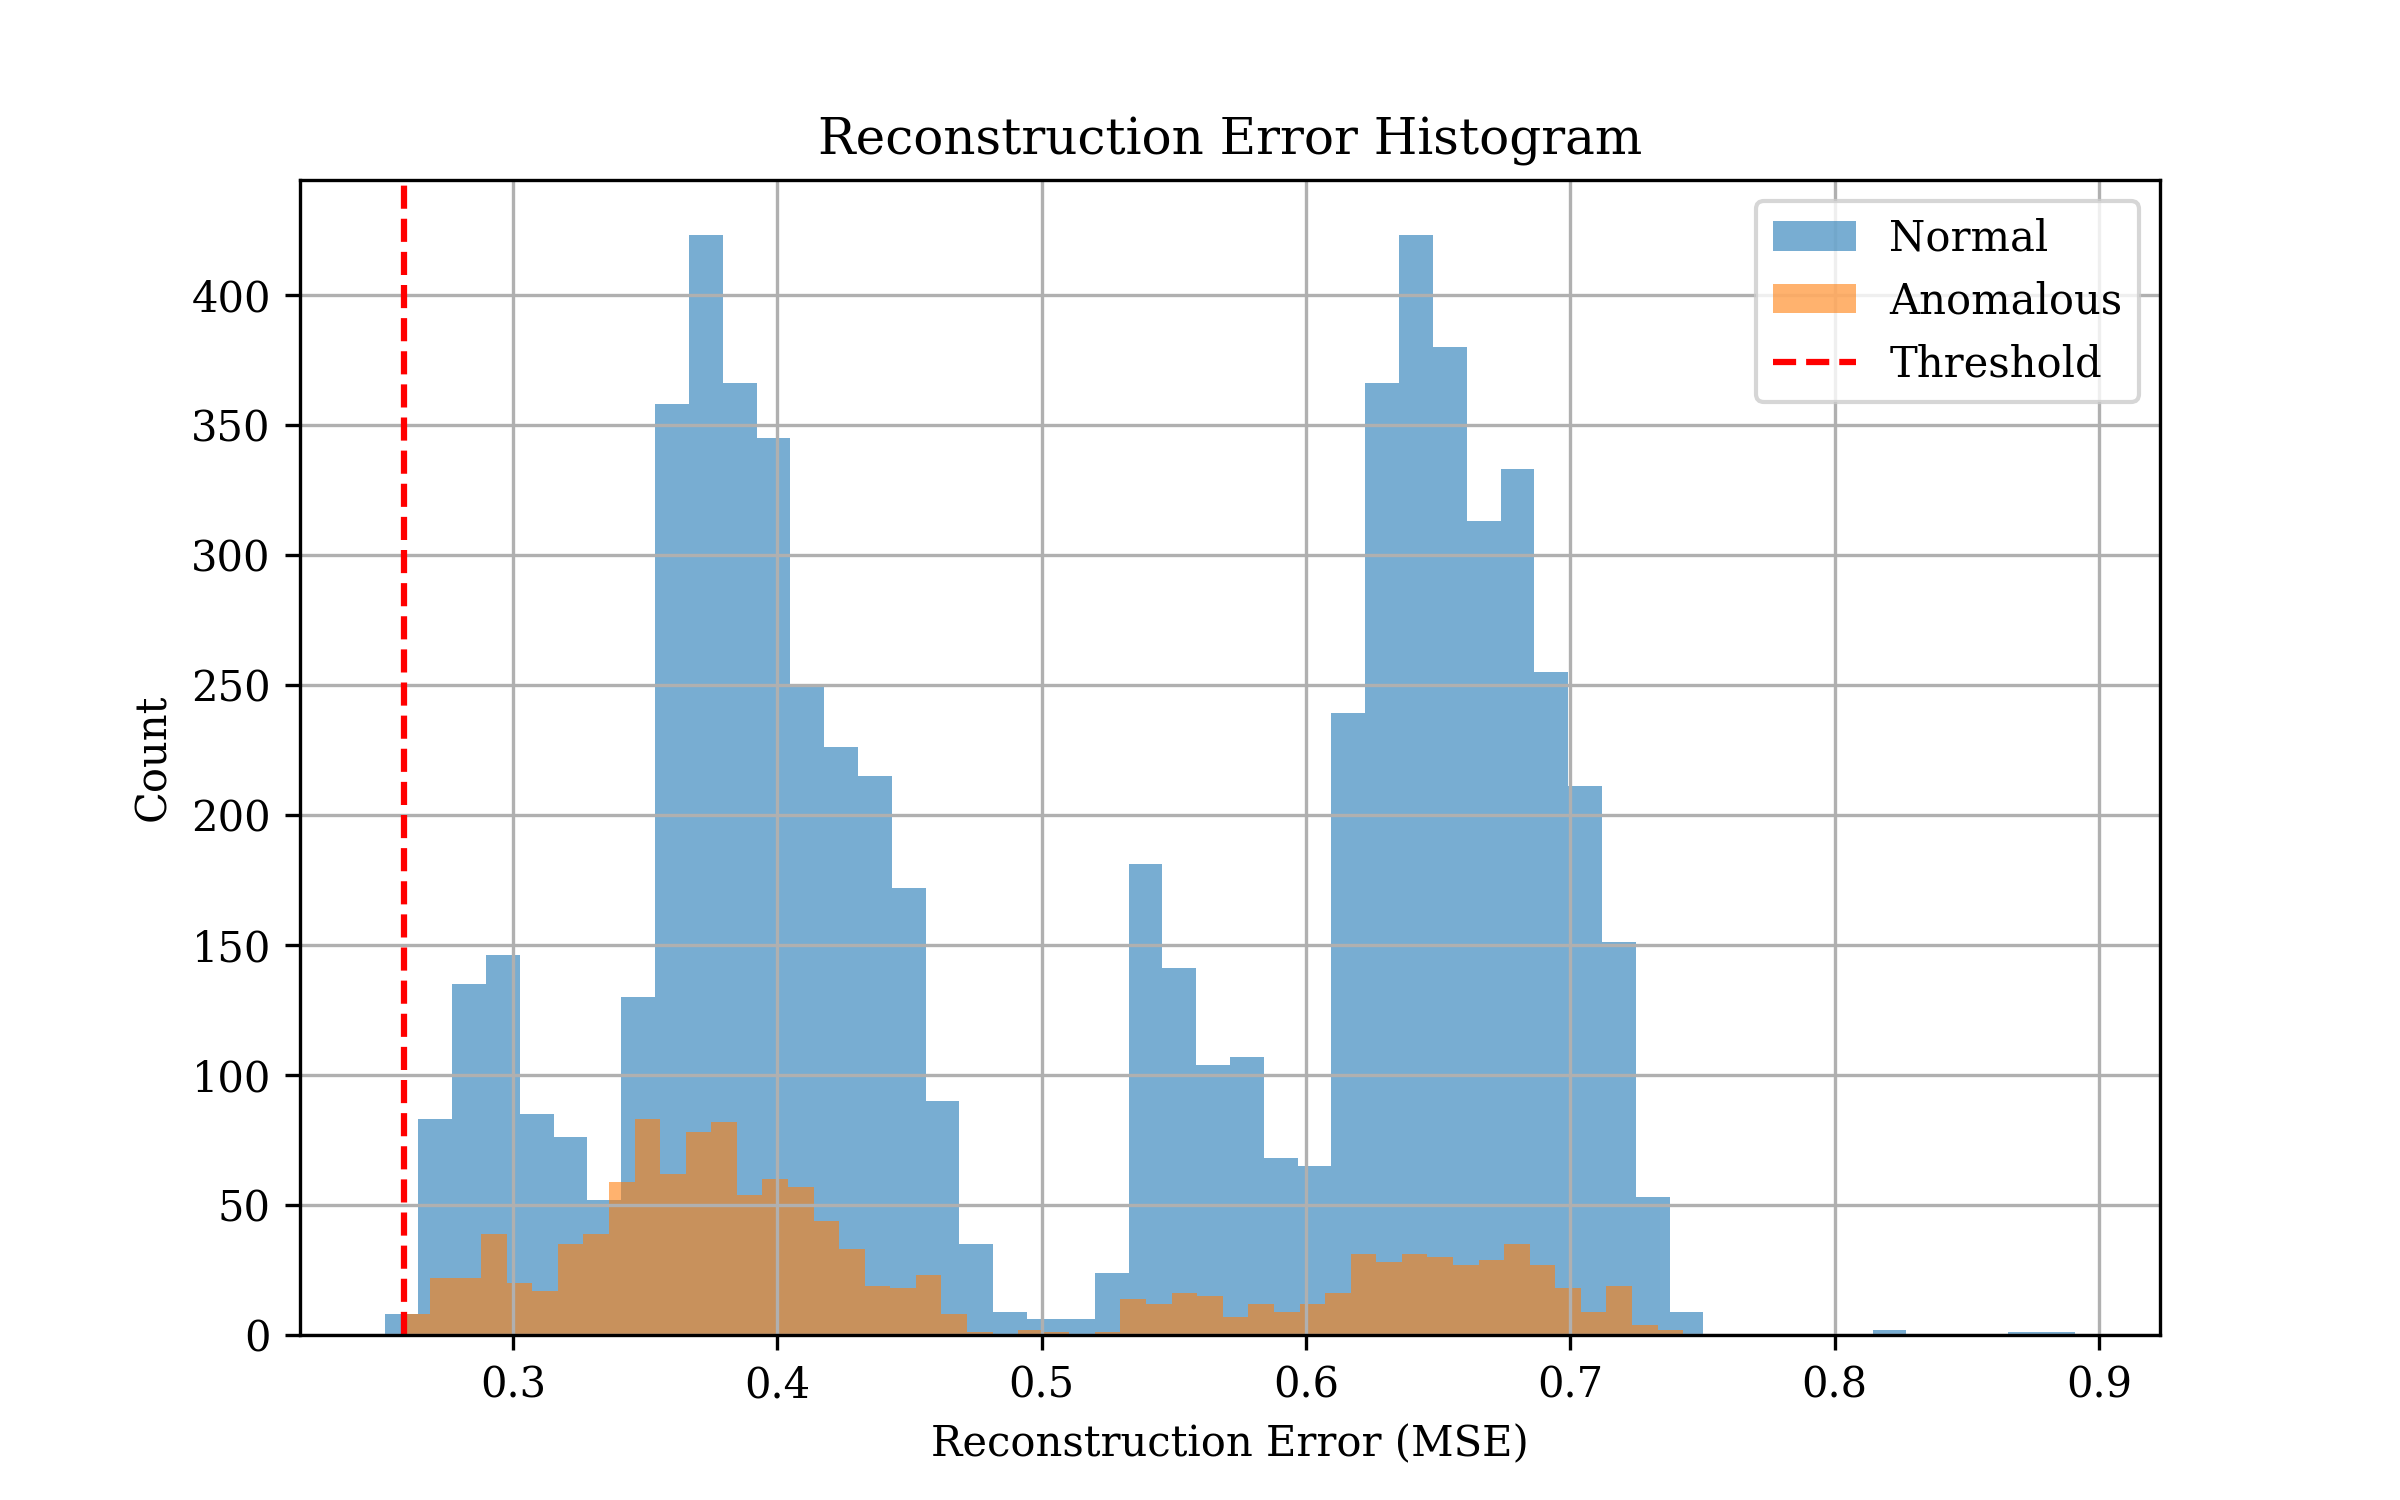 Reconstruction Error Histogram
Normal
Anomalous
Threshold
400
350
300
250
200
150
100
50
0
Count
0.3 0.4 0.5 0.6 0.7 0.8 0.9
Reconstruction Error (MSE)